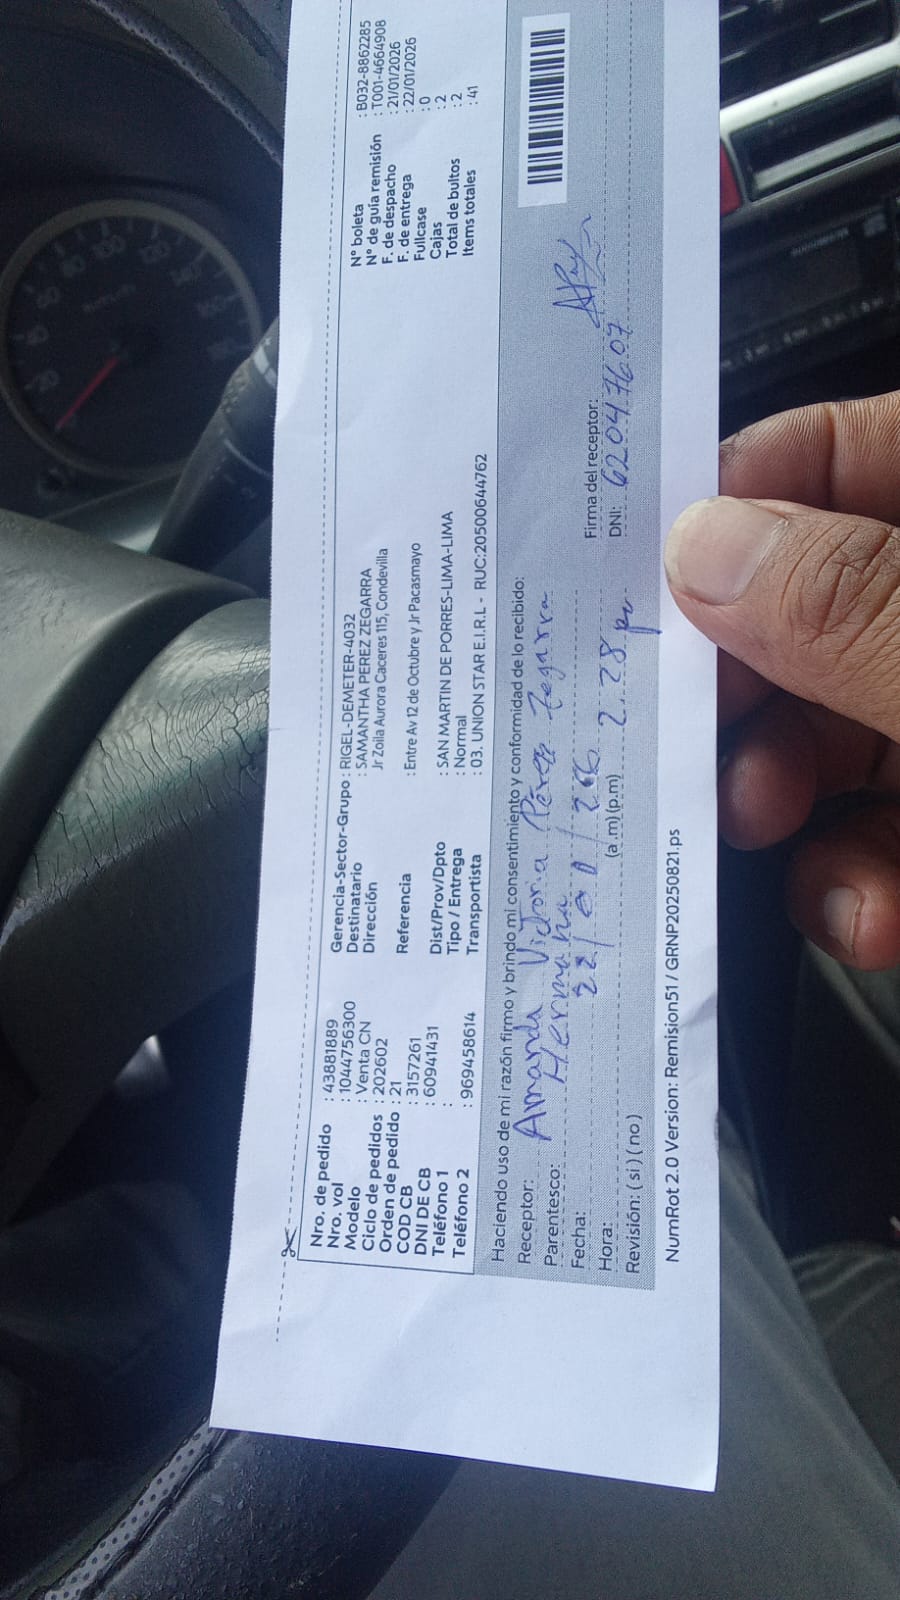 Nro. de pedido : 43881889
Nro. vol : 1044756300
Modelo : Venta CN
Ciclo de pedidos : 202602
Orden de pedido : 21
COD CB : 3157261
DNI DE CB : 60941431
Teléfono 1 :
Teléfono 2 : 969458614
Gerencia-Sector-Grupo : RIGEL-DEMETER-4032
Destinatario : SAMANTHA PEREZ ZEGARRA
Dirección Jr Zoila Aurora Caceres 115, Condevilla
Referencia : Entre Av 12 de Octubre y Jr Pacasmayo
Dist/Prov/Dpto : SAN MARTIN DE PORRES-LIMA-LIMA
Tipo / Entrega : Normal
Transportista : 03. UNION STAR E.I.R.L - RUC:20500644762
N° boleta : B032-8862285
N° de guía remisión : T001-4664908
F. de despacho : 21/01/2026
F. de entrega : 22/01/2026
Fullcase : 0
Cajas : 2
Total de bultos : 2
Items totales : 41
Haciendo uso de mi razón firmo y brindo mi consentimiento y conformidad de lo recibido:
Receptor: Amanda Victoria Pérez Zegarra
Parentesco: Hermana
Fecha: 22/01/
Hora: (a.m)(p.m) 2:28 pm
Revisión: ( si ) ( no )
Firma del receptor:
DNI: 62047607
NumRot 2.0 Version: Remision51 / GRNP20250821.ps